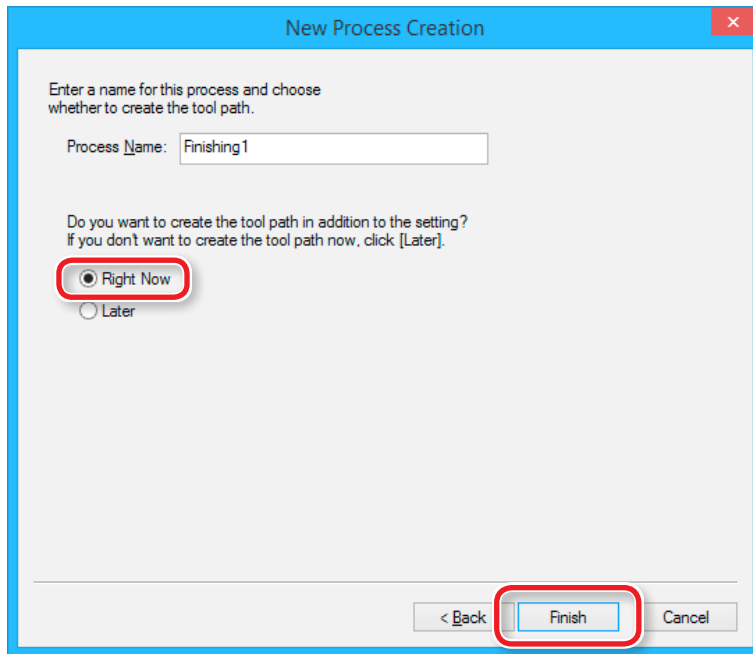 New Process Creation
Enter a name for this process and choose
whether to create the tool path.
Process Name: Finishing1
Do you want to create the tool path in addition to the setting?
If you don't want to create the tool path now, click [Later].
Right Now
Later
< Back Finish Cancel